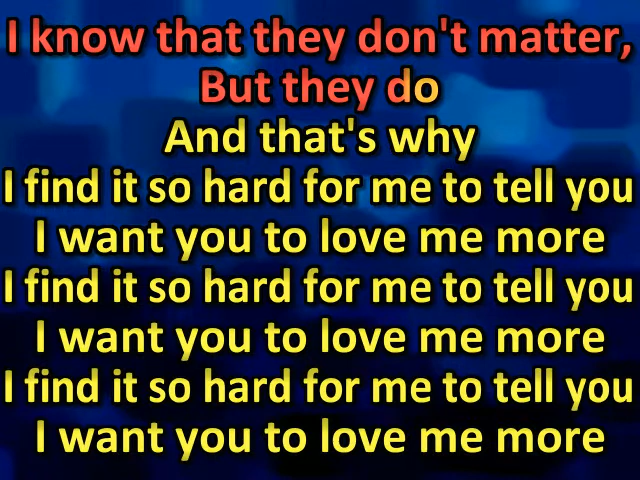 I know that they don't matter,
But they do
And that's why
I find it so hard for me to tell you
I want you to love me more
I find it so hard for me to tell you
I want you to love me more
I find it so hard for me to tell you
I want you to love me more